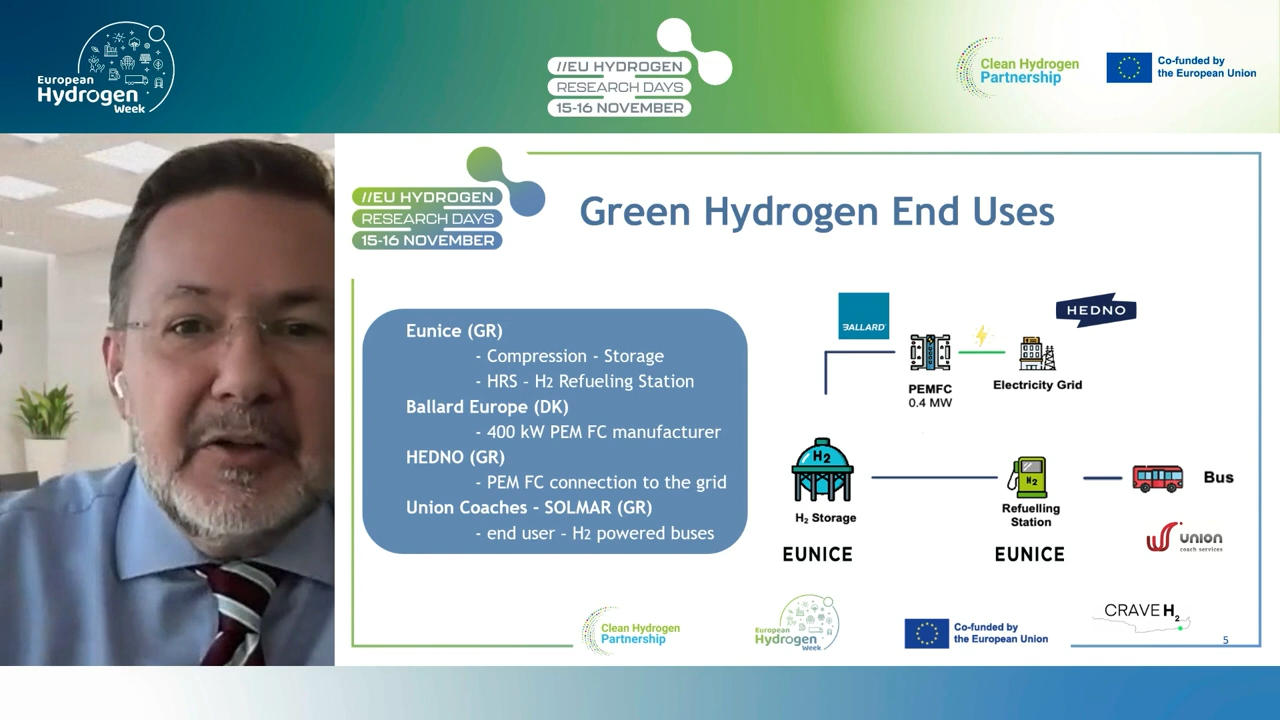 European
Hydrogen
Week
//EU HYDROGEN
RESEARCH DAYS
15-16 NOVEMBER
Clean Hydrogen
Partnership
Co-funded by
the European Union
//EU HYDROGEN
RESEARCH DAYS
15-16 NOVEMBER
Green Hydrogen End Uses
Eunice (GR)
- Compression - Storage
- HRS – H2 Refueling Station
Ballard Europe (DK)
- 400 kW PEM FC manufacturer
HEDNO (GR)
- PEM FC connection to the grid
Union Coaches – SOLMAR (GR)
- end user – H2 powered buses
BALLARD
HEDNO
PEMFC
0.4 MW
Electricity Grid
H2
H2 Storage
EUNICE
H2
Refuelling
Station
EUNICE
Bus
union
coach services
Clean Hydrogen
Partnership
European
Hydrogen
Week
Co-funded by
the European Union
CRAVE H2
5